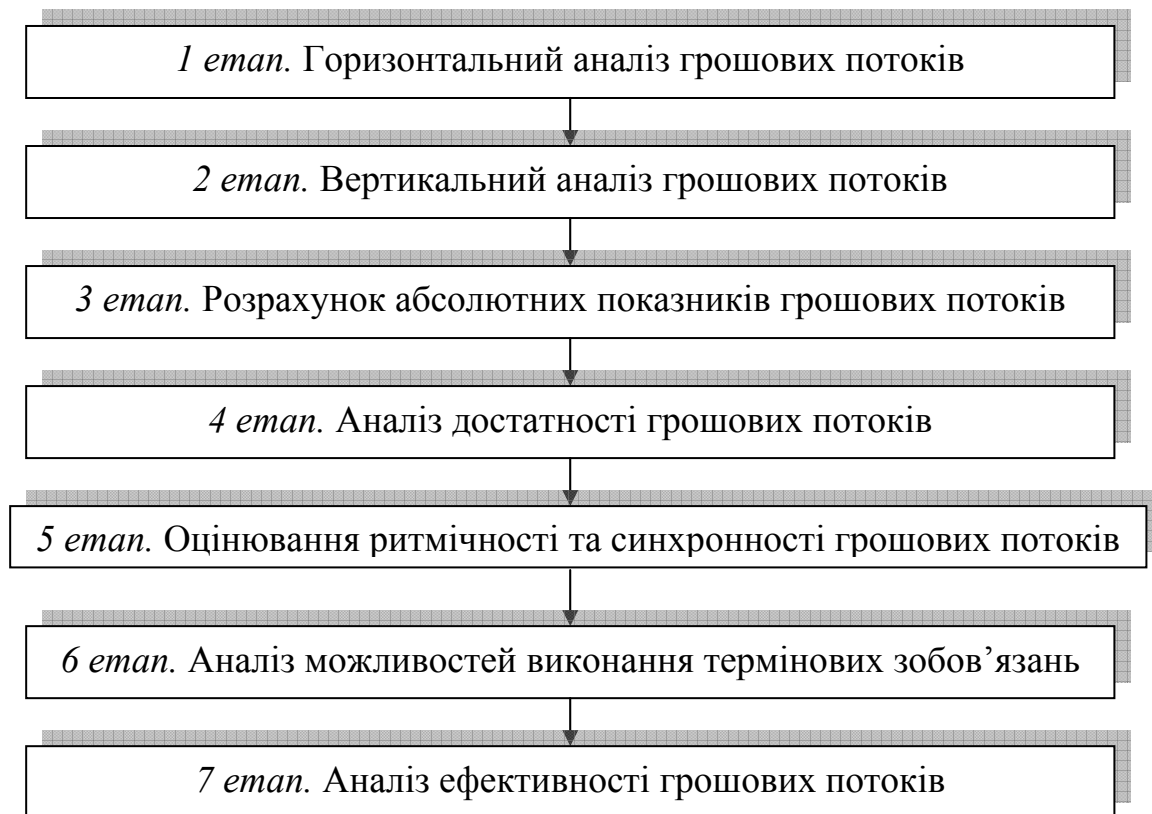 1 етап. Горизонтальний аналіз грошових потоків
2 етап. Вертикальний аналіз грошових потоків
3 етап. Розрахунок абсолютних показників грошових потоків
4 етап. Аналіз достатності грошових потоків
5 етап. Оцінювання ритмічності та синхронності грошових потоків
6 етап. Аналіз можливостей виконання термінових зобов’язань
7 етап. Аналіз ефективності грошових потоків